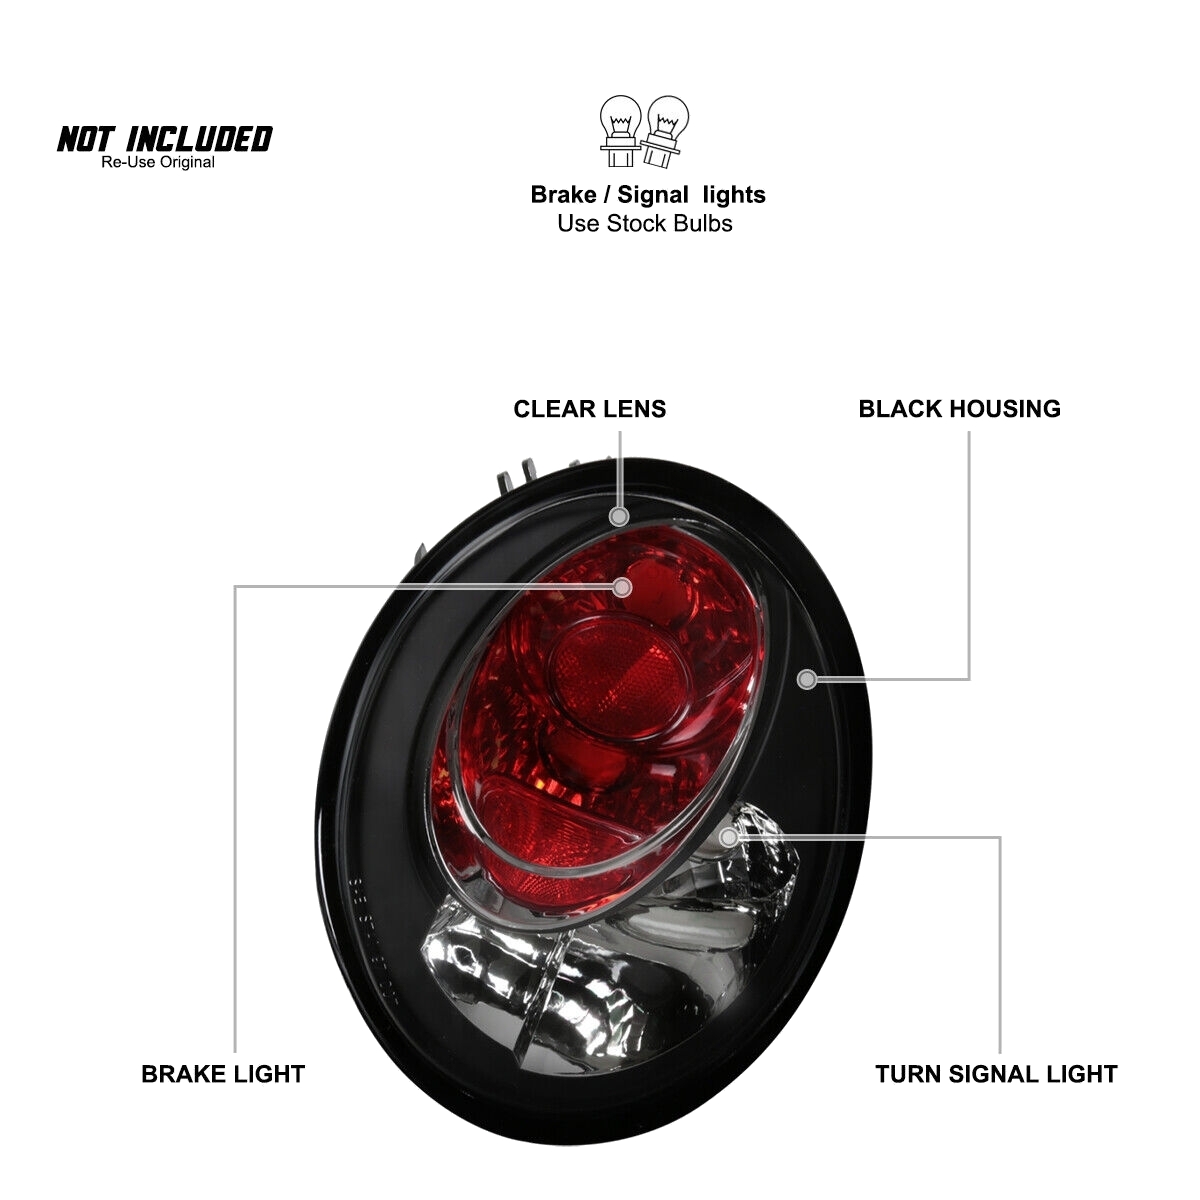 NOT INCLUDED
Re-Use Original
Brake / Signal lights
Use Stock Bulbs
CLEAR LENS
BLACK HOUSING
BRAKE LIGHT
TURN SIGNAL LIGHT